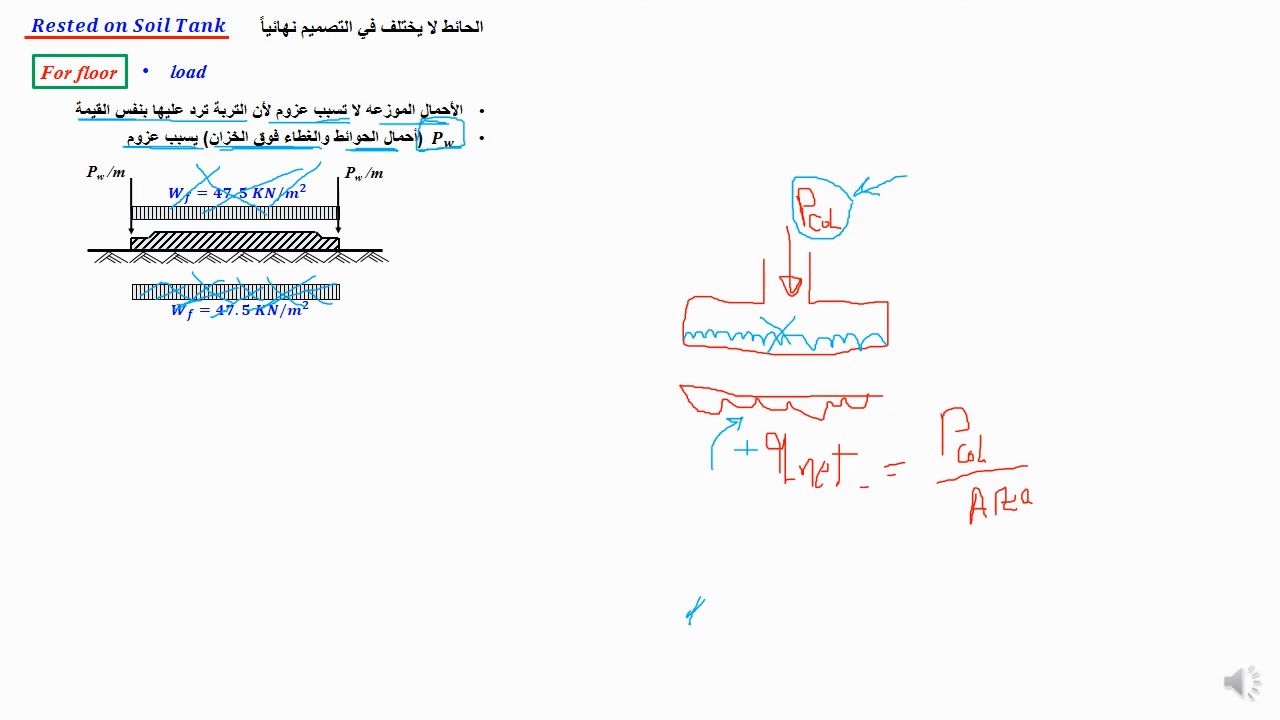 Rested on Soil Tank
الحائط لا يختلف في التصميم نهائياً
For floor • load
• الأحمال الموزعه لا تسبب عزوم لأن التربة ترد عليها بنفس القيمة
• P_w (أحمال الحوائط والغطاء فوق الخزان) يسبب عزوم
P_w /m
P_w /m
W_f = 47.5 KN/m²
W_f = 47.5 KN/m²
P_COL
+ q_net = P_COL / AREA